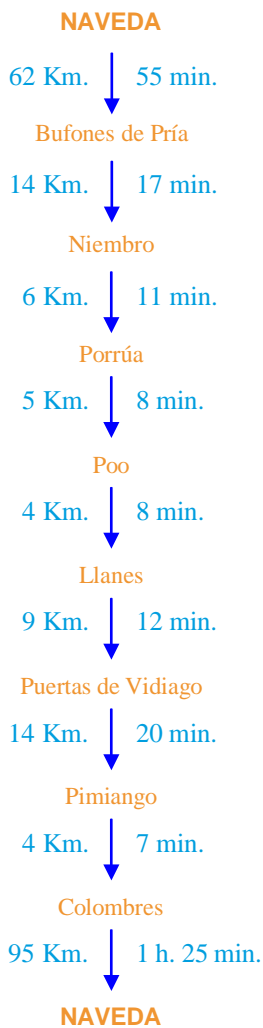 NAVEDA
62 Km. 55 min.
Bufones de Pría
14 Km. 17 min.
Niembro
6 Km. 11 min.
Porrúa
5 Km. 8 min.
Poo
4 Km. 8 min.
Llanes
9 Km. 12 min.
Puertas de Vidiago
14 Km. 20 min.
Pimiango
4 Km. 7 min.
Colombres
95 Km. 1 h. 25 min.
NAVEDA